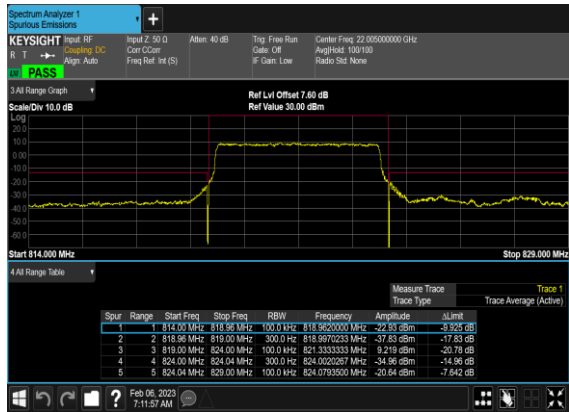 Spectrum Analyzer 1
Spurious Emissions
KEYSIGHT Input: RF Input Z: 50 Ω Atten: 40 dB Trig: Free Run Center Freq: 22.005000000 GHz
R T Coupling: DC Corr CCorr Gate: Off Avg|Hold: 100/100
Align: Auto Freq Ref: Int (S) IF Gain: Low Radio Std: None
PASS
3 All Range Graph
Ref Lvl Offset 7.60 dB
Scale/Div 10.0 dB Ref Value 30.00 dBm
Log
20.0
10.0
0.00
-10.0
-20.0
-30.0
-40.0
-50.0
-60.0
Start 814.000 MHz Stop 829.000 MHz
4 All Range Table
Measure Trace Trace 1
Trace Type Trace Average (Active)
Spur Range Start Freq Stop Freq RBW Frequency Amplitude ΔLimit
1 1 814.00 MHz 818.96 MHz 100.0 kHz 818.9620000 MHz -22.93 dBm -9.925 dB
2 2 818.96 MHz 819.00 MHz 300.0 Hz 818.9970233 MHz -37.83 dBm -17.83 dB
3 3 819.00 MHz 824.00 MHz 100.0 kHz 821.3333333 MHz 9.219 dBm -20.78 dB
4 4 824.00 MHz 824.04 MHz 300.0 Hz 824.0020267 MHz -34.96 dBm -14.96 dB
5 5 824.04 MHz 829.00 MHz 100.0 kHz 824.0793500 MHz -20.64 dBm -7.642 dB
? Feb 06, 2023
7:11:57 AM